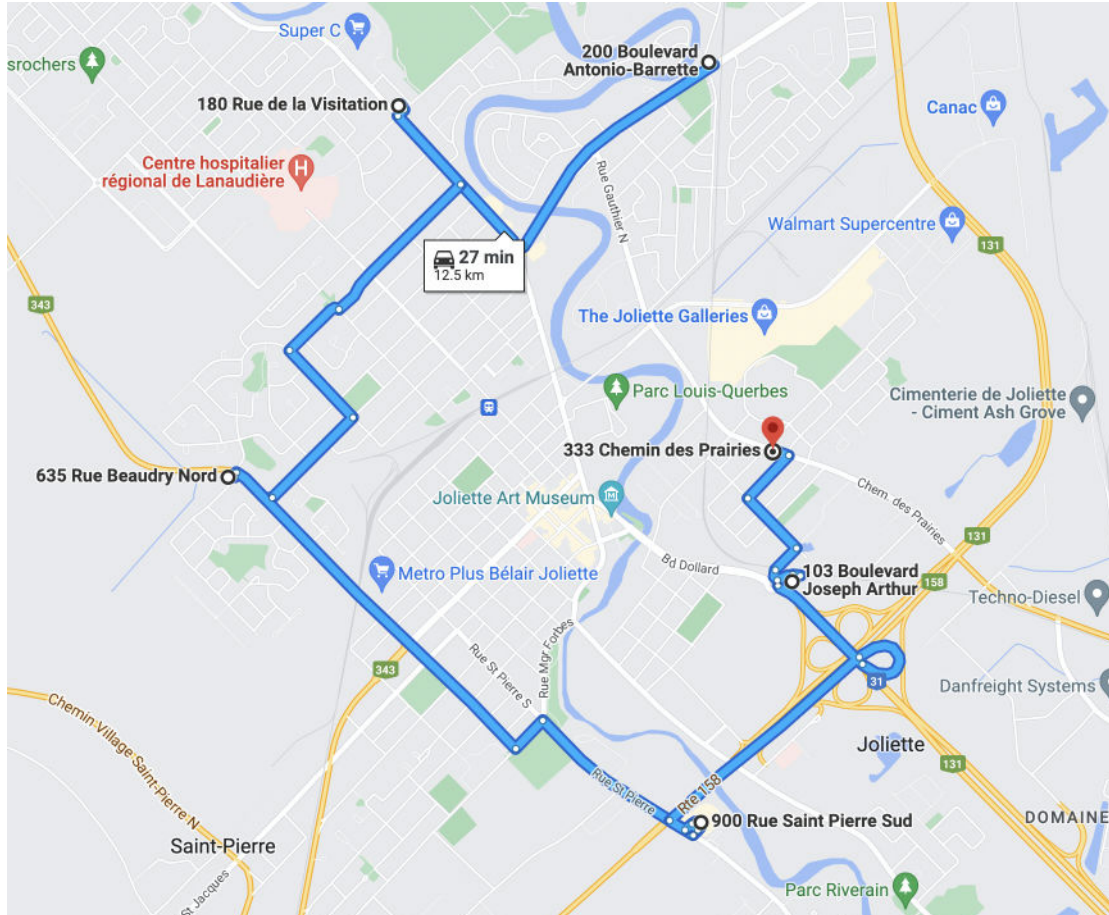 Super C
200 Boulevard
Antonio-Barrette
srochers
180 Rue de la Visitation
Canac
Centre hospitalier
régional de Lanaudière
H
Rue Gauthier N
Walmart Supercentre
131
27 min
12.5 km
343
The Joliette Galleries
Parc Louis-Querbes
Cimenterie de Joliette
- Ciment Ash Grove
333 Chemin des Prairies
635 Rue Beaudry Nord
Joliette Art Museum
Chem. des Prairies
131
Bd Dollard
103 Boulevard
Joseph Arthur
158
Metro Plus Bélair Joliette
Techno-Diesel
Rue Mgr Forbes
Rue St Pierre S
343
31
Danfreight Systems
Chemin Village Saint-Pierre N
Joliette
131
Rue St Pierre
Rte 158
900 Rue Saint Pierre Sud
DOMAINE
Saint-Pierre
St Jacques
Parc Riverain